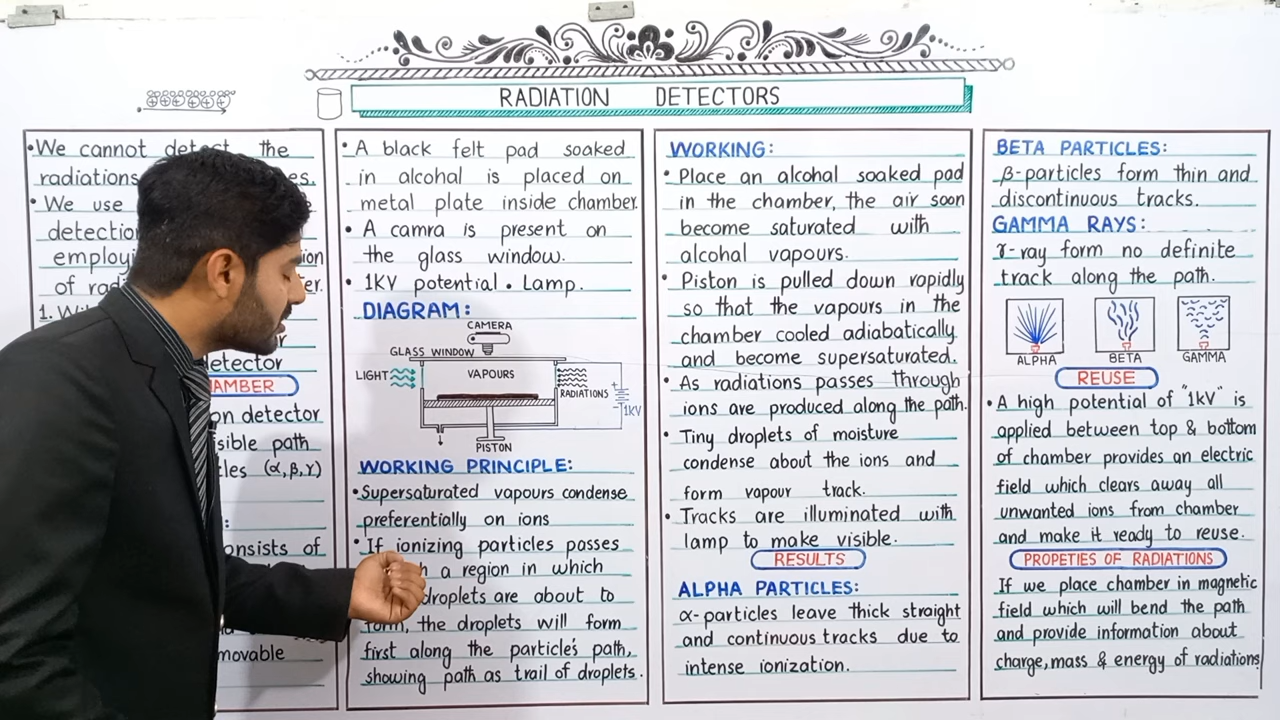 RADIATION DETECTORS
•We cannot detect the
radiations
• We use
detection
employi
of rad
1. W
detector
HAMBER
on detector
isible path
(α,β,γ)
:
onsists of
movable
• A black felt pad soaked
in alcohal is placed on
metal plate inside chamber.
• A camra is present on
the glass window.
• 1KV potential • Lamp.
DIAGRAM:
CAMERA
GLASS WINDOW
LIGHT
VAPOURS
RADIATIONS
+
-
1KV
PISTON
WORKING PRINCIPLE:
•Supersaturated vapours condense
preferentially on ions
• If ionizing particles passes
a region in which
droplets are about to
form, the droplets will form
first along the particle's path,
showing path as trail of droplets.
WORKING:
• Place an alcohal soaked pad
in the chamber, the air soon
become saturated with
alcohal vapours.
• Piston is pulled down rapidly
so that the vapours in the
chamber cooled adiabatically
and become supersaturated.
• As radiations passes through
ions are produced along the path.
• Tiny droplets of moisture
condense about the ions and
form vapour track.
• Tracks are illuminated with
lamp to make visible.
RESULTS
ALPHA PARTICLES:
α-particles leave thick straight
and continuous tracks due to
intense ionization.
BETA PARTICLES:
β-particles form thin and
discontinuous tracks.
GAMMA RAYS:
γ-ray form no definite
track along the path.
ALPHA
BETA
GAMMA
REUSE
• A high potential of "1kV" is
applied between top & bottom
of chamber provides an electric
field which clears away all
unwanted ions from chamber
and make it ready to reuse.
PROPETIES OF RADIATIONS
If we place chamber in magnetic
field which will bend the path
and provide information about
charge, mass & energy of radiations